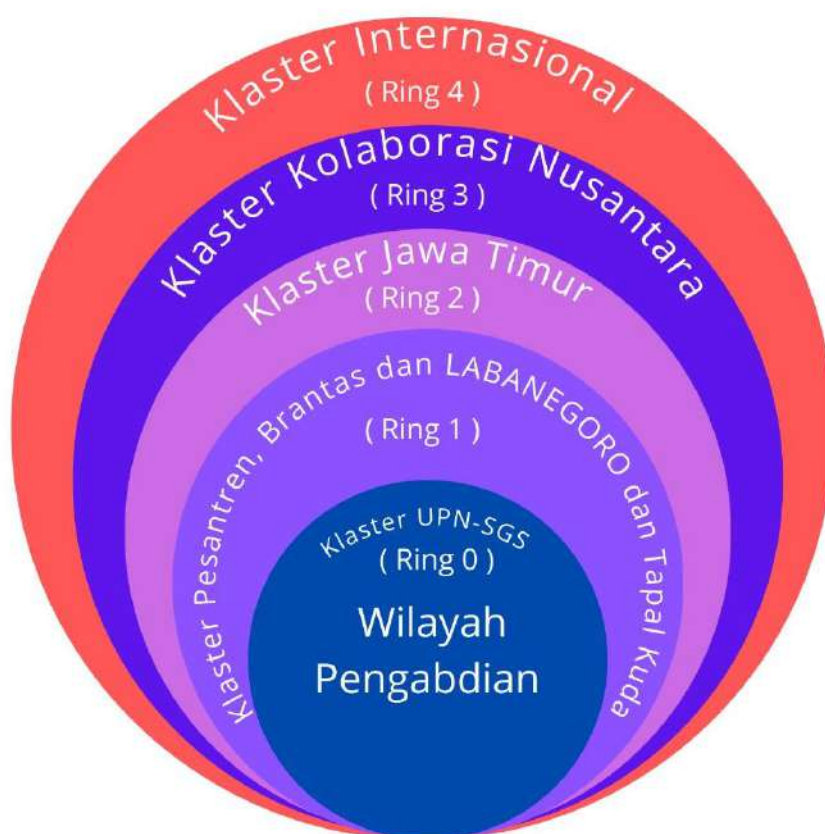 Klaster Internasional
( Ring 4 )
Klaster Kolaborasi Nusantara
( Ring 3 )
Klaster Jawa Timur
( Ring 2 )
Klaster Pesantren, Brantas dan LABANEGORO dan Tapal Kuda
( Ring 1 )
Klaster UPN-SGS
( Ring 0 )
Wilayah
Pengabdian